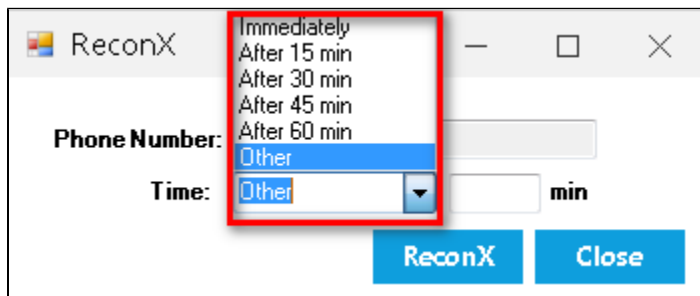 ReconX
Immediately
After 15 min
After 30 min
After 45 min
After 60 min
Other
Phone Number:
Time: Other min
ReconX Close